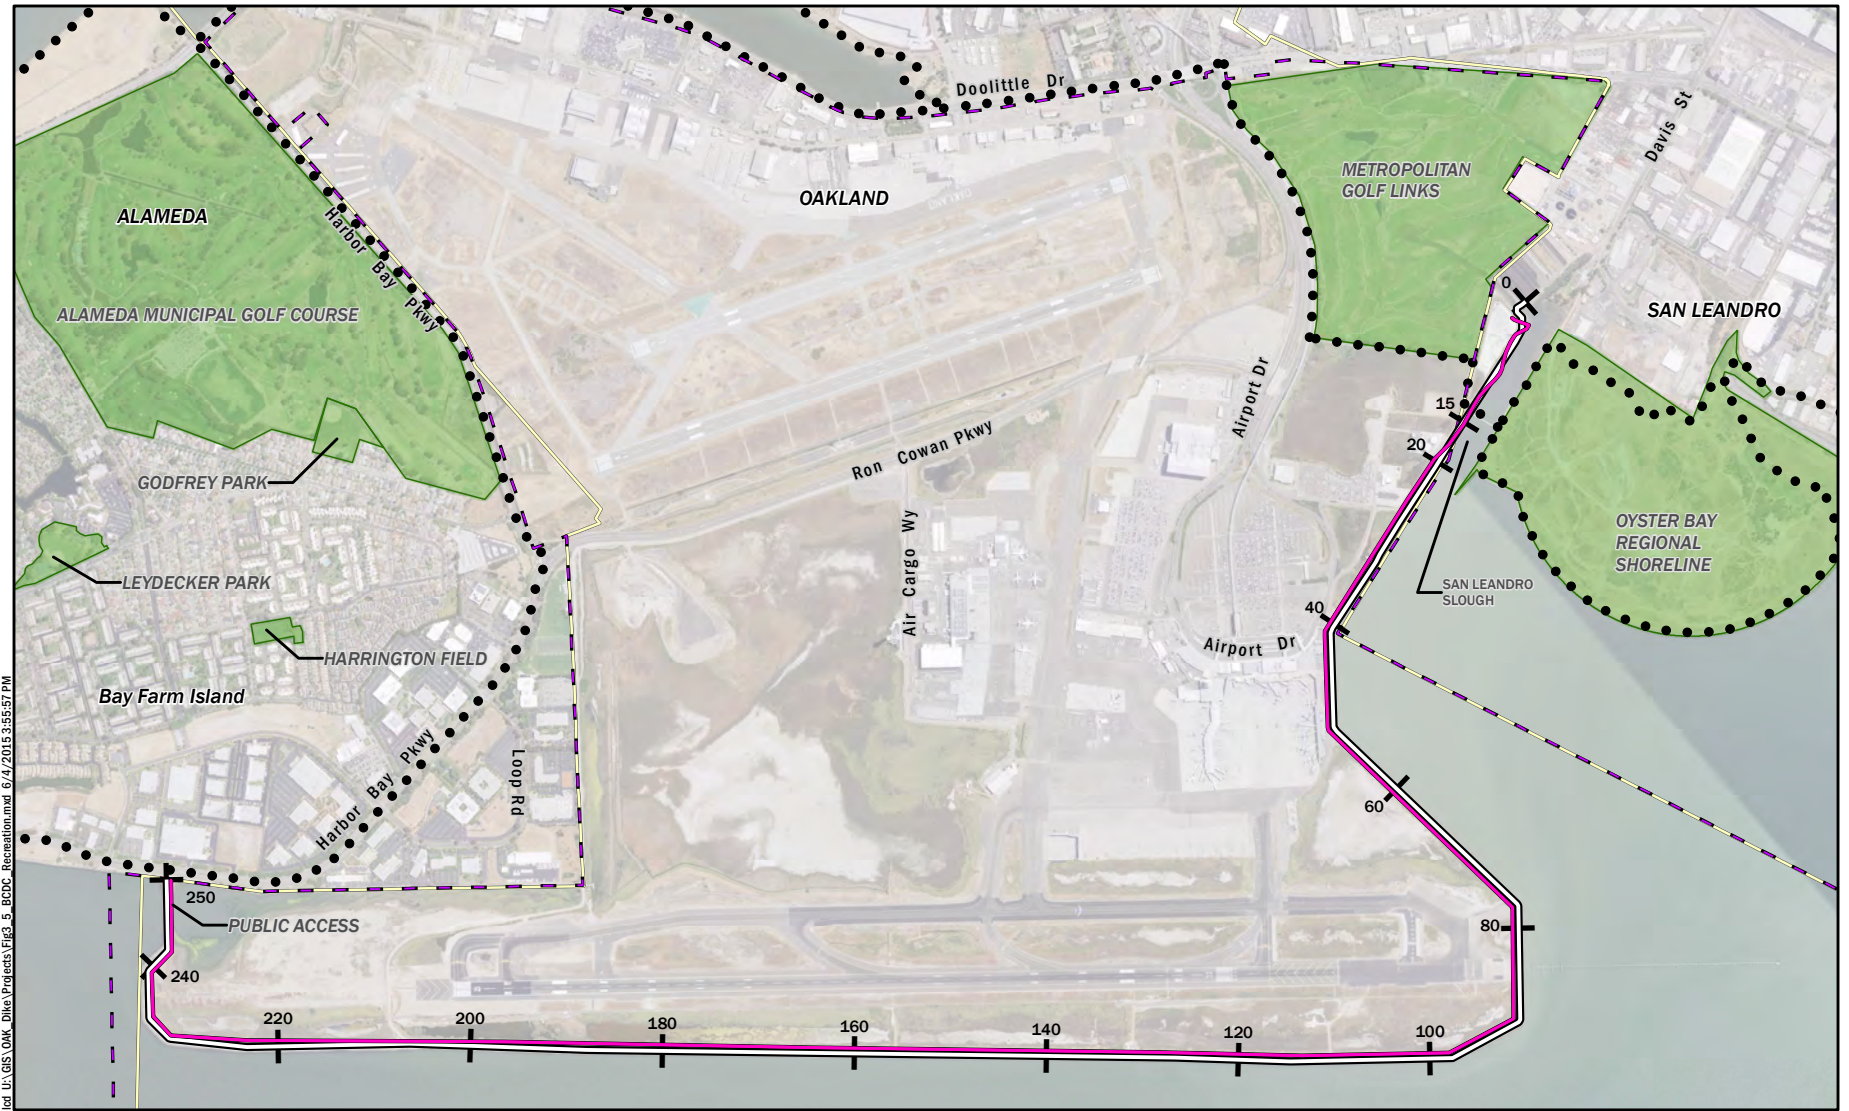 Doolittle Dr
Davis St
METROPOLITAN
GOLF LINKS
OAKLAND
ALAMEDA
Harbor Bay Pkwy
0
SAN LEANDRO
ALAMEDA MUNICIPAL GOLF COURSE
Airport Dr
15
20
Ron Cowan Pkwy
GODFREY PARK
OYSTER BAY
REGIONAL
SHORELINE
Air Cargo Wy
LEYDECKER PARK
SAN LEANDRO
SLOUGH
40
Airport Dr
HARRINGTON FIELD
Bay Farm Island
Harbor Bay Pkwy
Loop Rd
60
250
PUBLIC ACCESS
80
240
220
200
180
160
140
120
100
lcd U:\GIS\OAK_Dike\Projects\Fig3_5_BCDC_Recreation.mxd 6/4/2015 3:55:57 PM